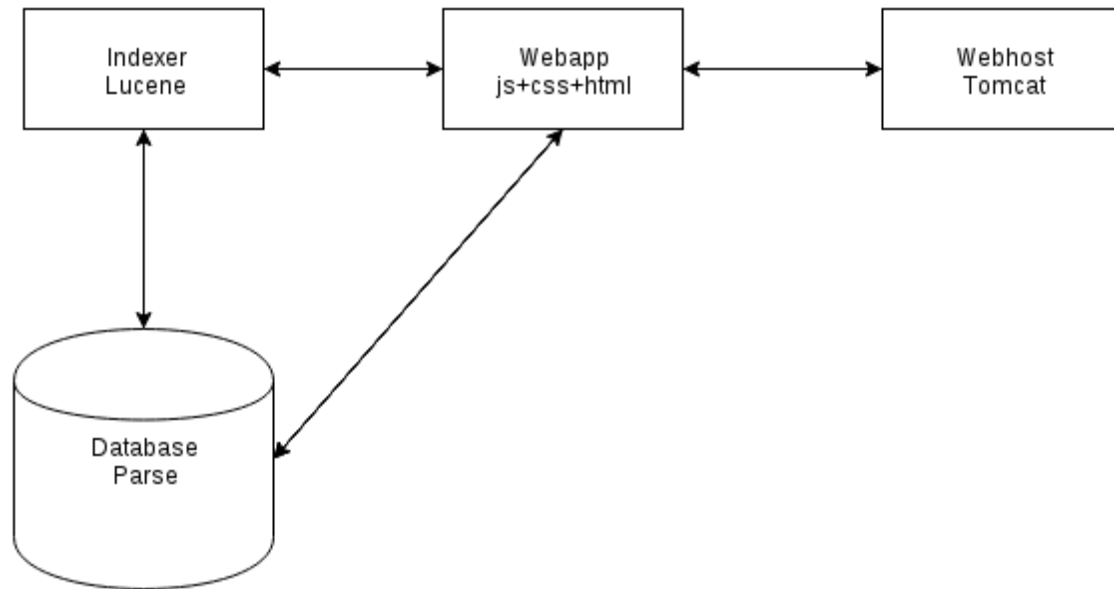 Indexer
Lucene
Webapp
js+css+html
Webhost
Tomcat
Database
Parse